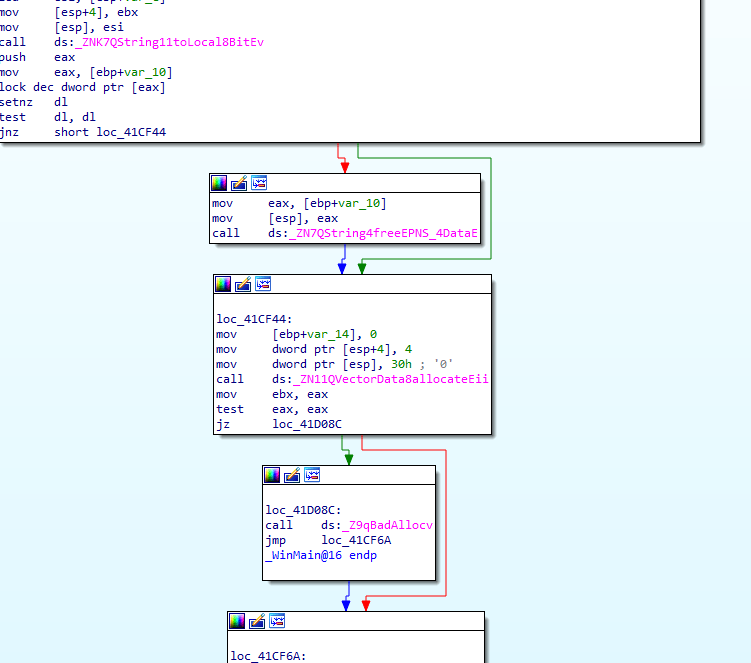 mov     [esp+4], ebx
mov     [esp], esi
call    ds:_ZNK7QString11toLocal8BitEv
push    eax
mov     eax, [ebp+var_10]
lock dec dword ptr [eax]
setnz   dl
test    dl, dl
jnz     short loc_41CF44
mov     eax, [ebp+var_10]
mov     [esp], eax
call    ds:_ZN7QString4freeEPNS_4DataE
loc_41CF44:
mov     [ebp+var_14], 0
mov     dword ptr [esp+4], 4
mov     dword ptr [esp], 30h ; '0'
call    ds:_ZN11QVectorData8allocateEii
mov     ebx, eax
test    eax, eax
jz      loc_41D08C
loc_41D08C:
call    ds:_Z9qBadAllocv
jmp     loc_41CF6A
_WinMain@16 endp
loc_41CF6A: